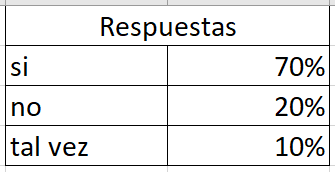 Respuestas
si 70%
no 20%
tal vez 10%